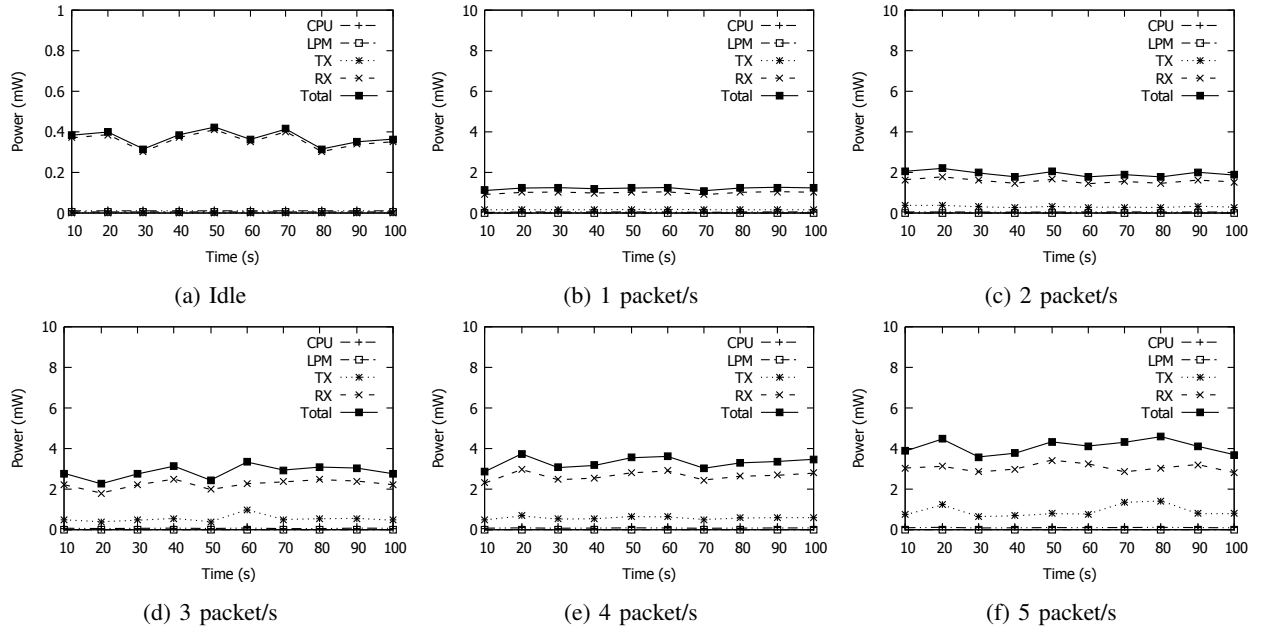 Power (mW)
1
0.8
0.6
0.4
0.2
0
CPU
LPM
TX
RX
Total
10 20 30 40 50 60 70 80 90 100
Time (s)
(a) Idle
Power (mW)
10
8
6
4
2
0
CPU
LPM
TX
RX
Total
10 20 30 40 50 60 70 80 90 100
Time (s)
(b) 1 packet/s
Power (mW)
10
8
6
4
2
0
CPU
LPM
TX
RX
Total
10 20 30 40 50 60 70 80 90 100
Time (s)
(c) 2 packet/s
Power (mW)
10
8
6
4
2
0
CPU
LPM
TX
RX
Total
10 20 30 40 50 60 70 80 90 100
Time (s)
(d) 3 packet/s
Power (mW)
10
8
6
4
2
0
CPU
LPM
TX
RX
Total
10 20 30 40 50 60 70 80 90 100
Time (s)
(e) 4 packet/s
Power (mW)
10
8
6
4
2
0
CPU
LPM
TX
RX
Total
10 20 30 40 50 60 70 80 90 100
Time (s)
(f) 5 packet/s